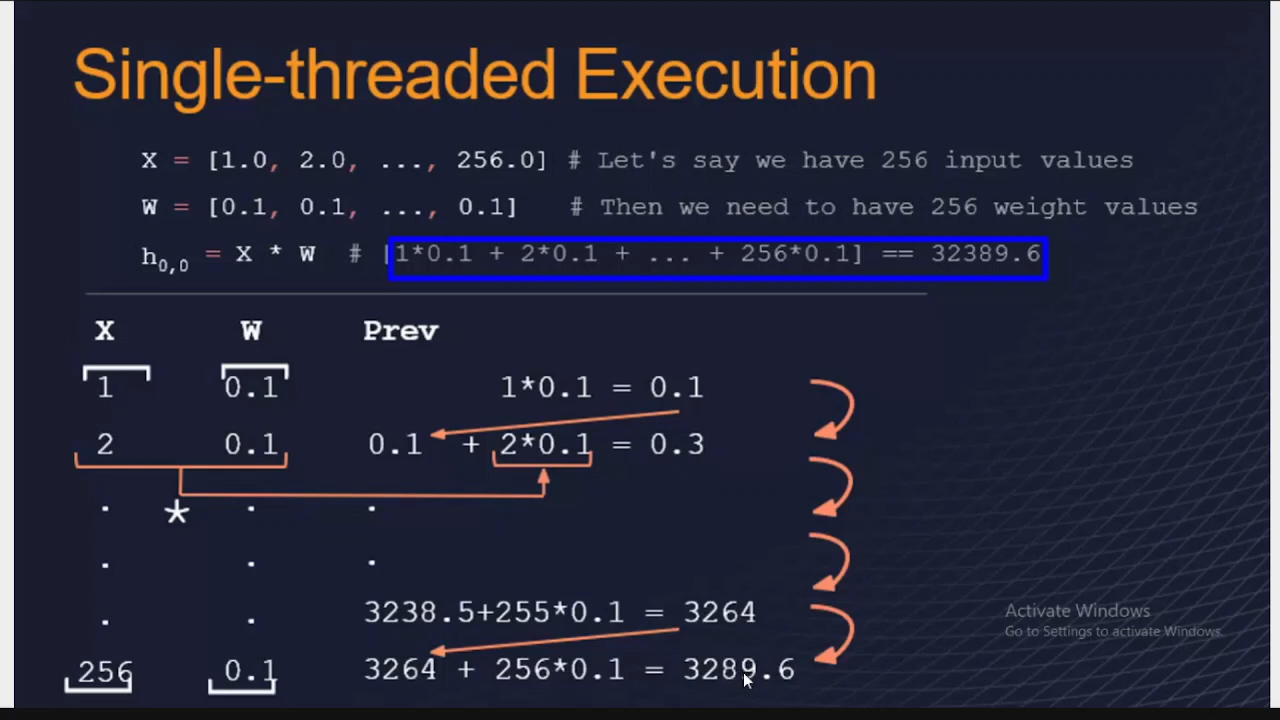 Single-threaded Execution
X = [1.0, 2.0, ..., 256.0] # Let's say we have 256 input values
W = [0.1, 0.1, ..., 0.1] # Then we need to have 256 weight values
h0,0 = X * W # [1*0.1 + 2*0.1 + ... + 256*0.1] == 32389.6
X W Prev
1 0.1 1*0.1 = 0.1
2 0.1 0.1 + 2*0.1 = 0.3
. * . .
. . .
. . 3238.5+255*0.1 = 3264
256 0.1 3264 + 256*0.1 = 3289.6
Activate Windows
Go to Settings to activate Windows.